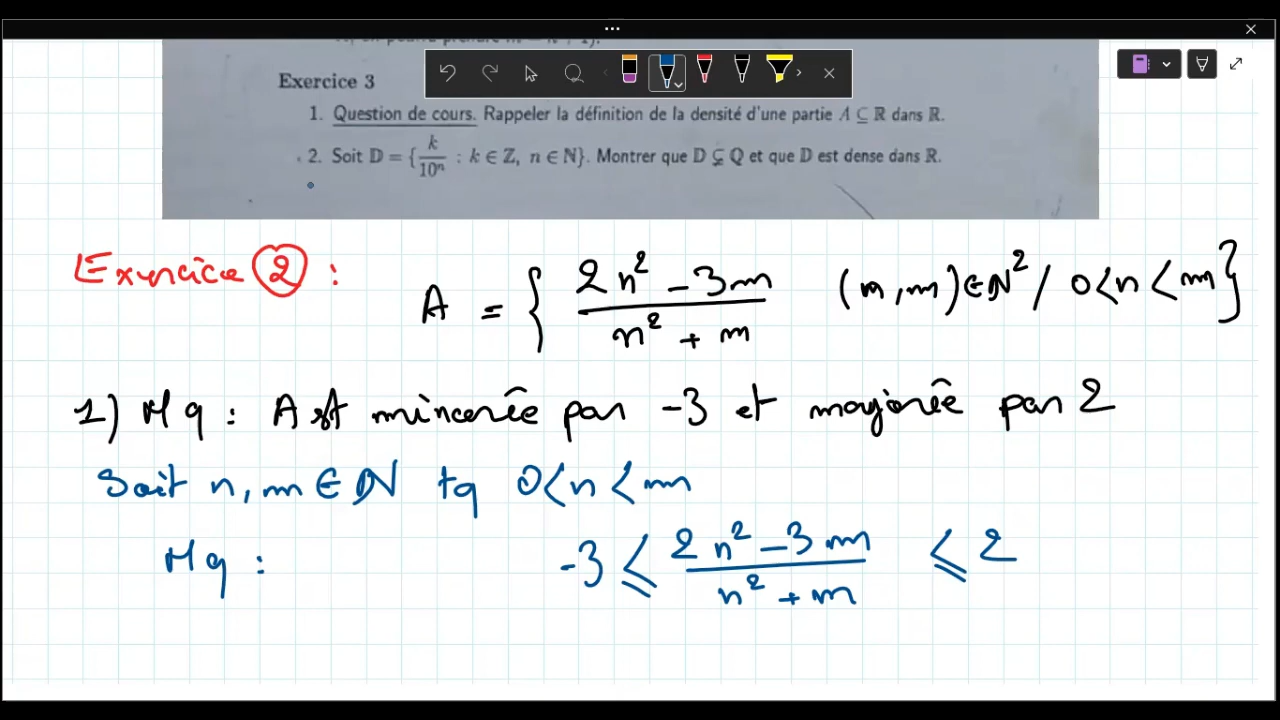 Exercice 3
1. Question de cours. Rappeler la définition de la densité d'une partie A ⊆ ℝ dans ℝ.
2. Soit 𝔻 = {k/10ⁿ : k ∈ ℤ, n ∈ ℕ}. Montrer que 𝔻 ⊊ ℚ et que 𝔻 est dense dans ℝ.
Exercice 2 :
A = { (2n² - 3m)/(n² + m) (n, m) ∈ ℕ² / 0 < n < m }
1) Mq : A est minorée par -3 et majorée par 2
Soit n, m ∈ ℕ tq 0 < n < m
Mq : -3 ≤ (2n² - 3m)/(n² + m) ≤ 2